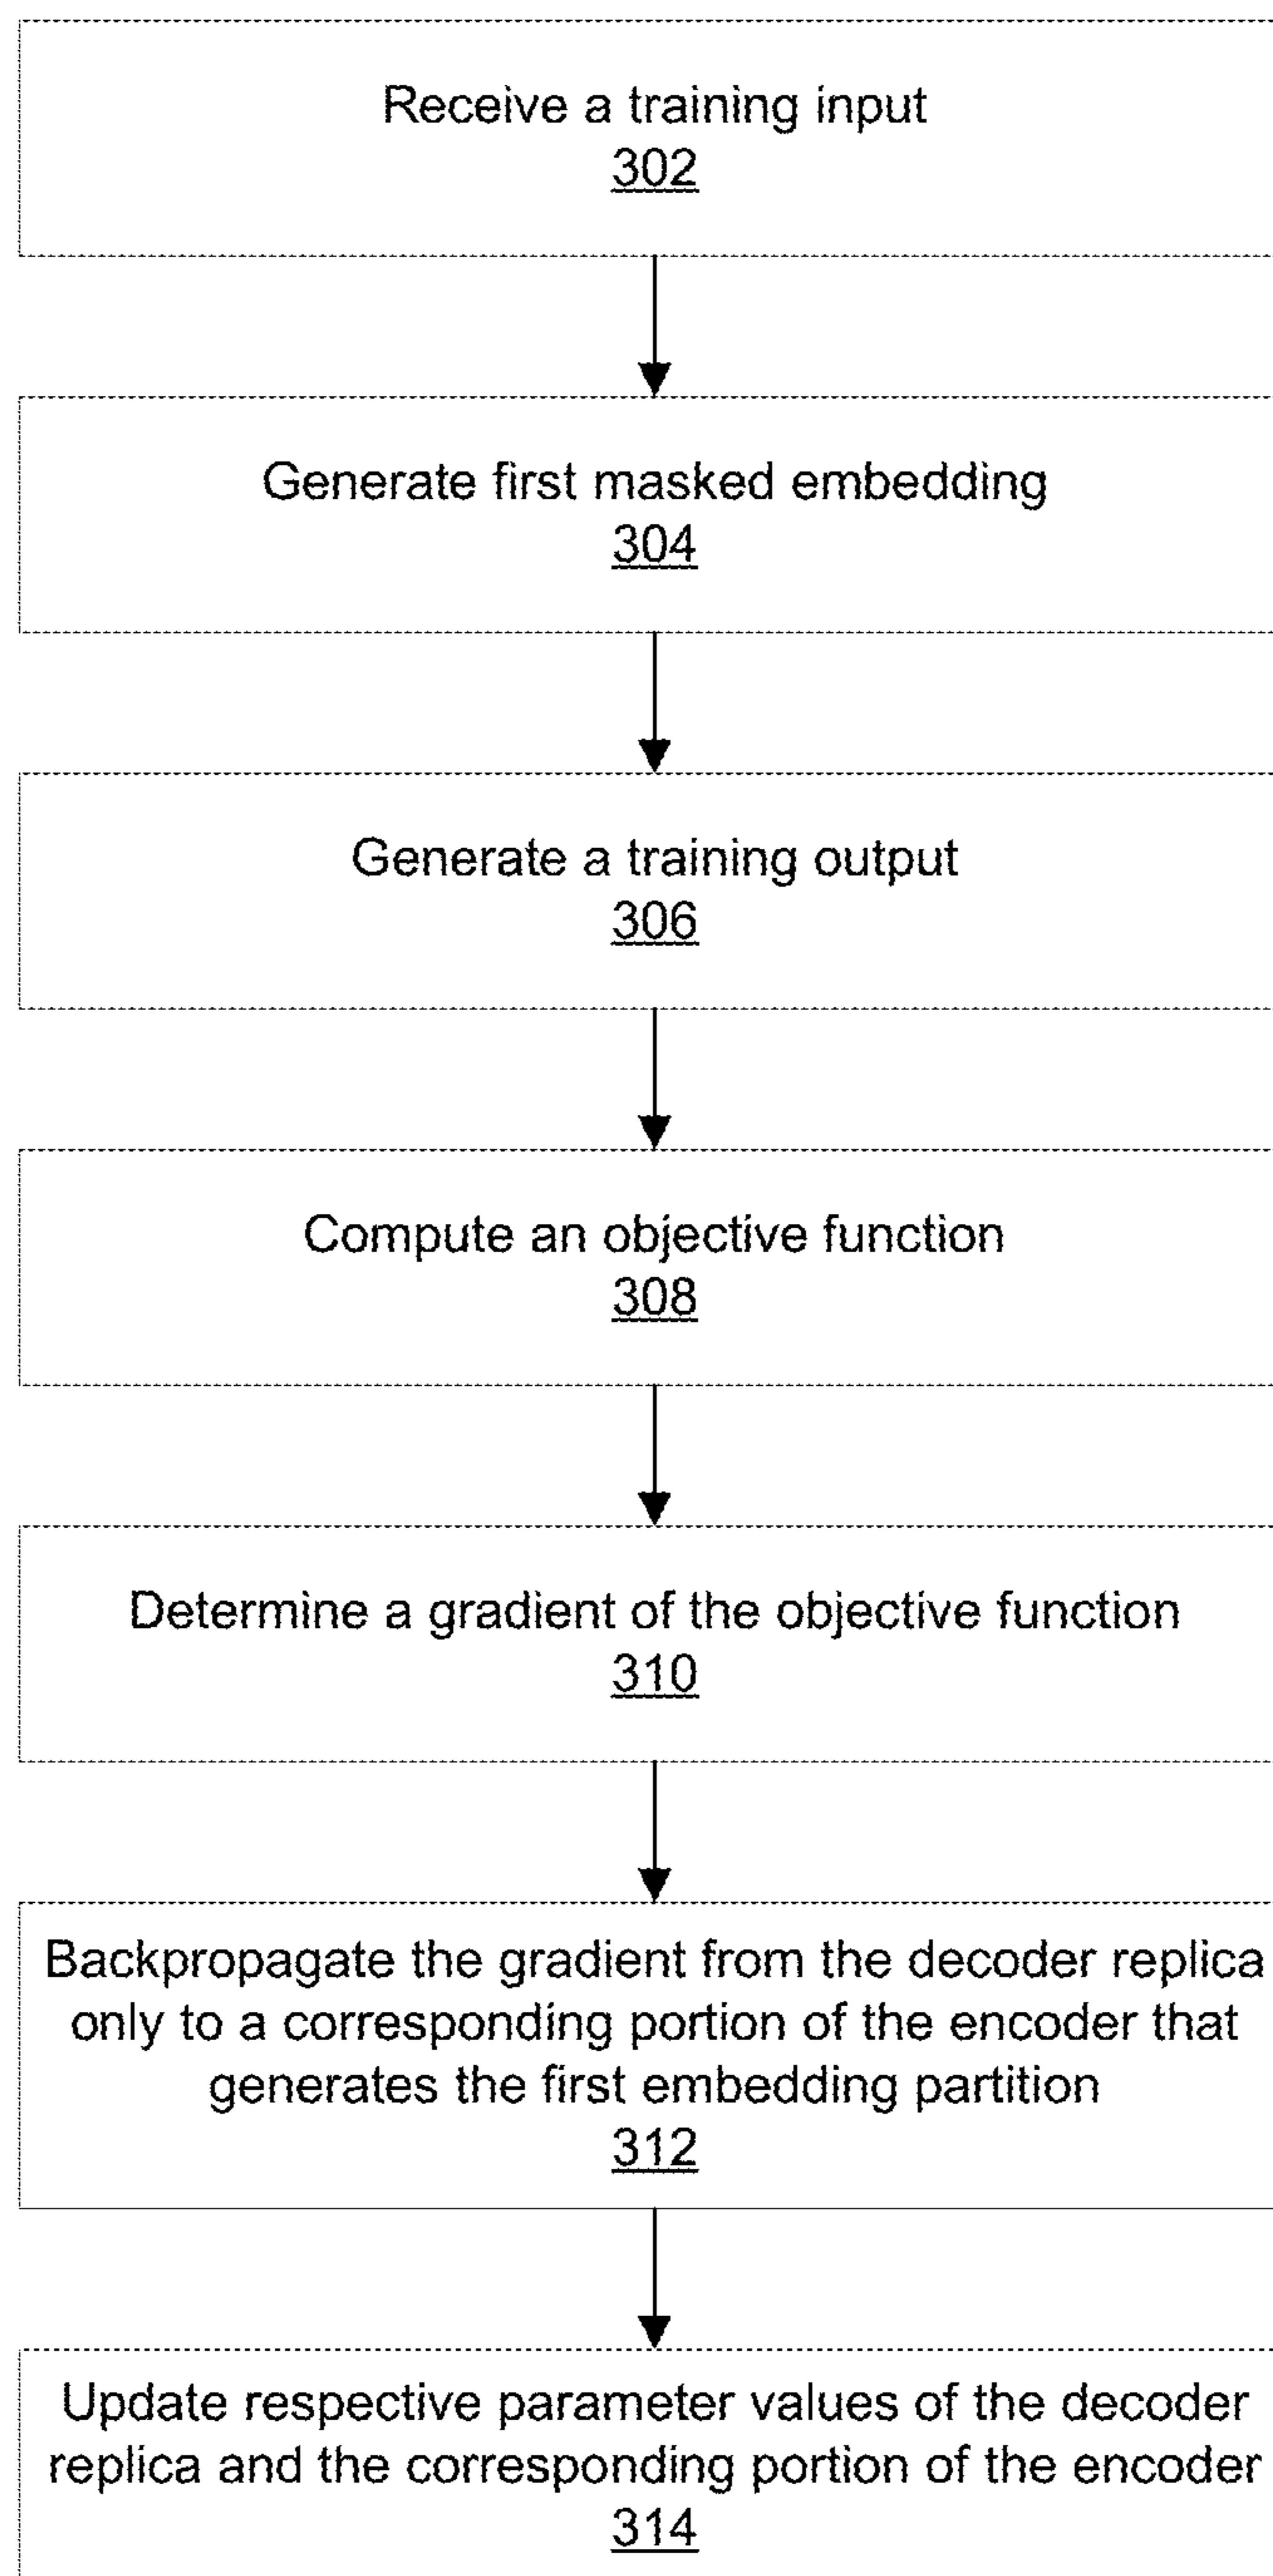 Receive a training input
302
Generate first masked embedding
304
Generate a training output
306
Compute an objective function
308
Determine a gradient of the objective function
310
Backpropagate the gradient from the decoder replica
only to a corresponding portion of the encoder that
generates the first embedding partition
312
Update respective parameter values of the decoder
replica and the corresponding portion of the encoder
314